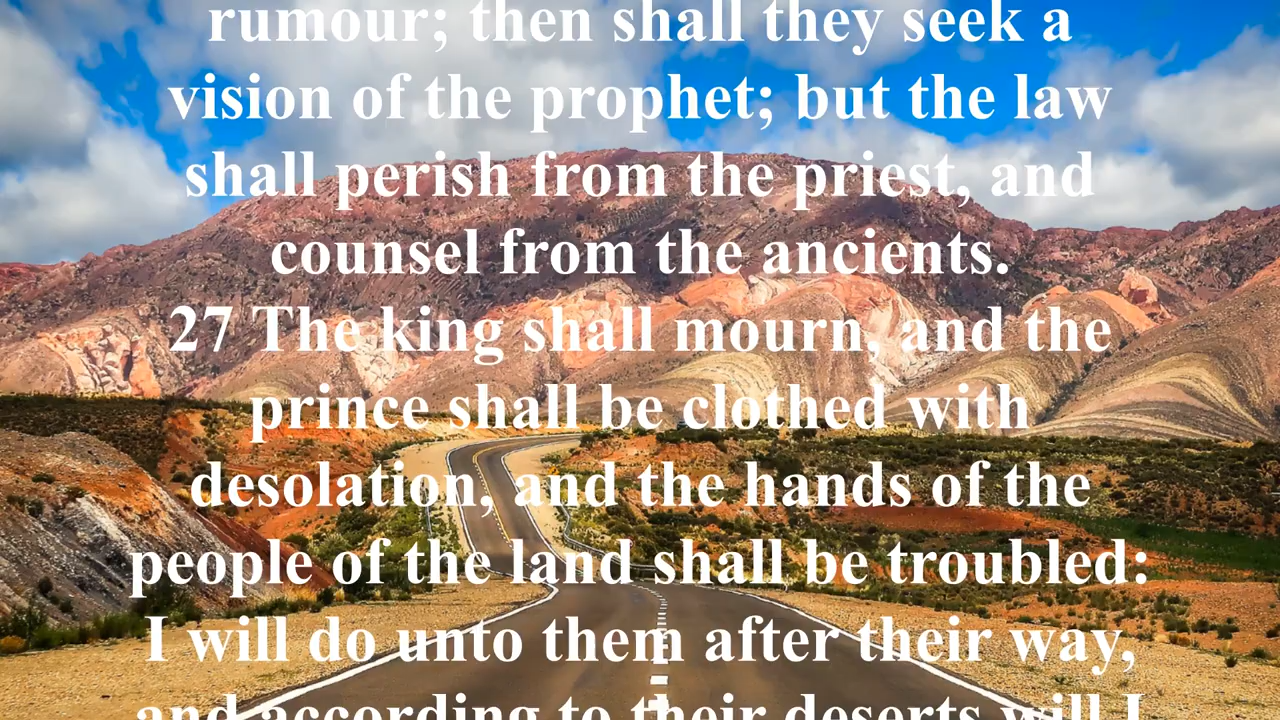 rumour; then shall they seek a
vision of the prophet; but the law
shall perish from the priest, and
counsel from the ancients.
27 The king shall mourn, and the
prince shall be clothed with
desolation, and the hands of the
people of the land shall be troubled:
I will do unto them after their way,
and according to their deserts will I